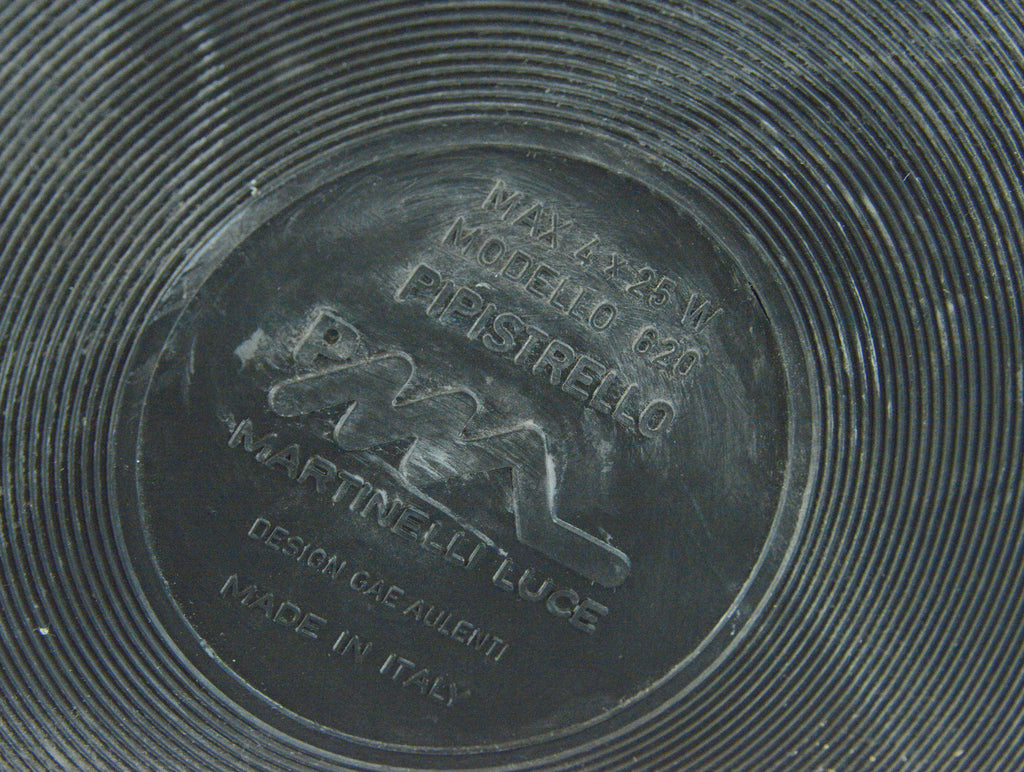 MAX 4 x 25 W
MODELLO 620
PIPISTRELLO
MARTINELLI LUCE
DESIGN GAE AULENTI
MADE IN ITALY